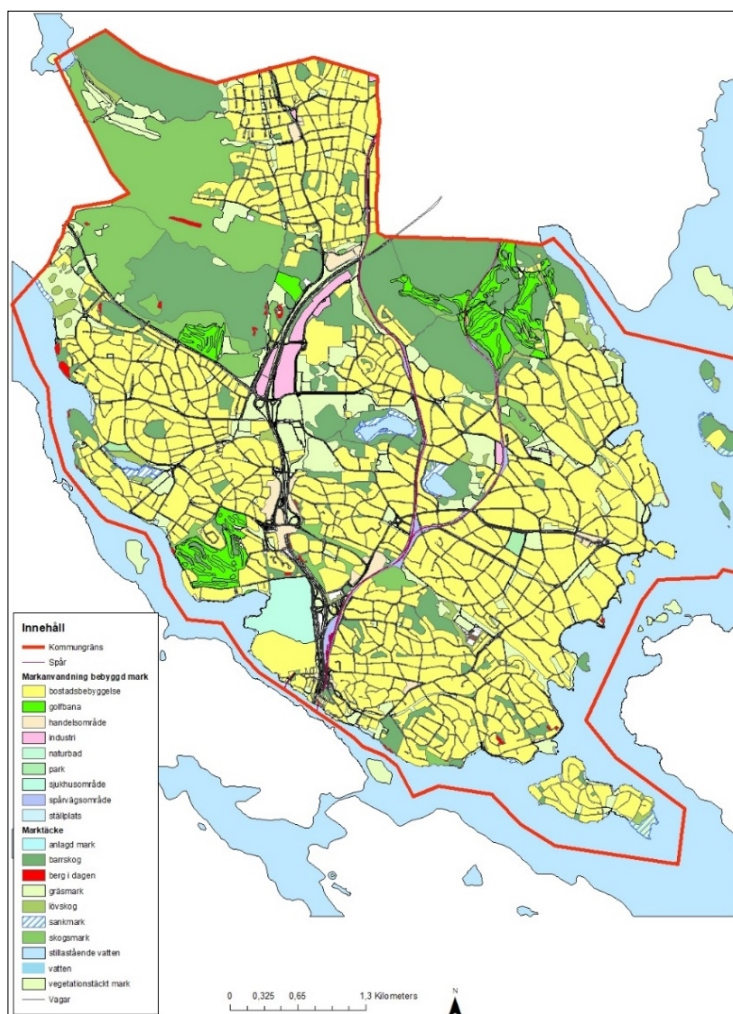 Innehåll
Kommungräns
Spår
Markanvandning bebyggd mark
bostadsbebyggelse
golfbana
handelsområde
industri
naturbad
park
sjukhusområde
spårvägsområde
ställplats
Marktäcke
anlagd mark
barrskog
berg i dagen
gräsmark
lövskog
sankmark
skogsmark
stillastående vatten
vatten
vegetationstäckt mark
Vagar
0 0,325 0,65 1,3 Kilometers
N